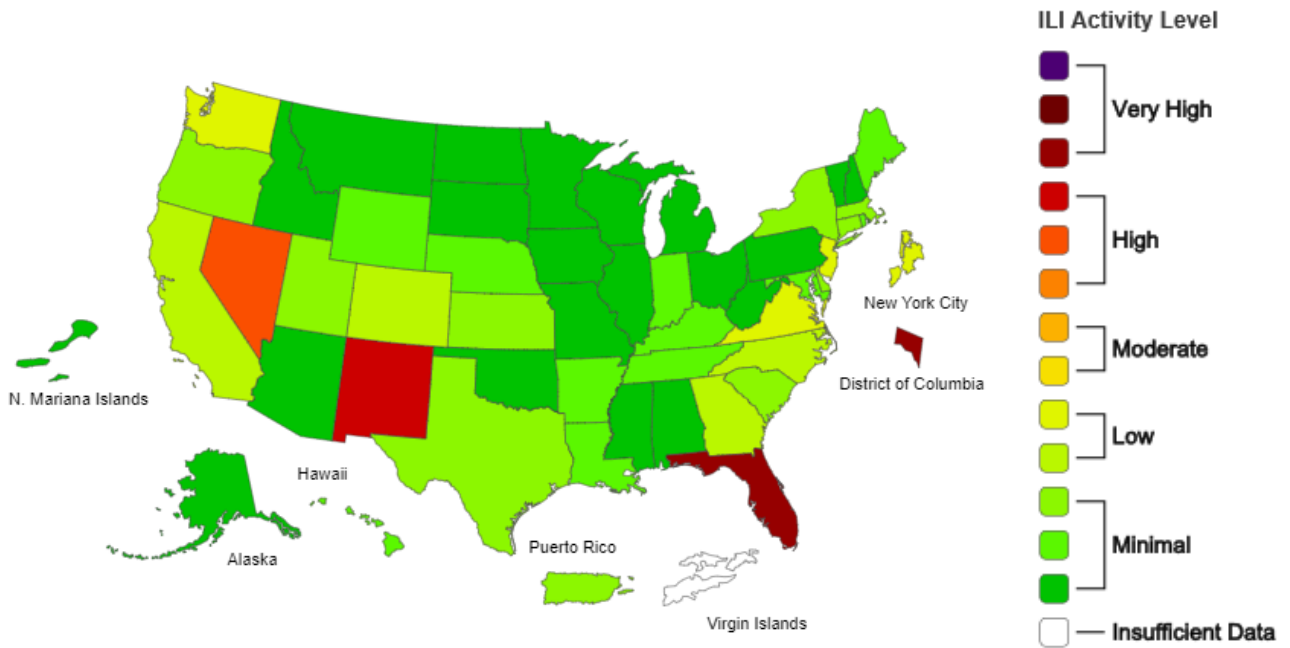 ILI Activity Level
Very High
High
New York City
Moderate
District of Columbia
N. Mariana Islands
Low
Hawaii
Puerto Rico
Minimal
Alaska
Virgin Islands
Insufficient Data